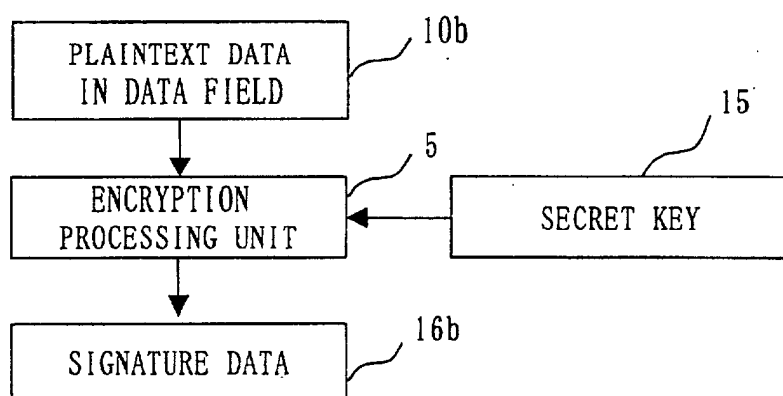 PLAINTEXT DATA
IN DATA FIELD
10b
ENCRYPTION
PROCESSING UNIT
5
SECRET KEY
15
SIGNATURE DATA
16b